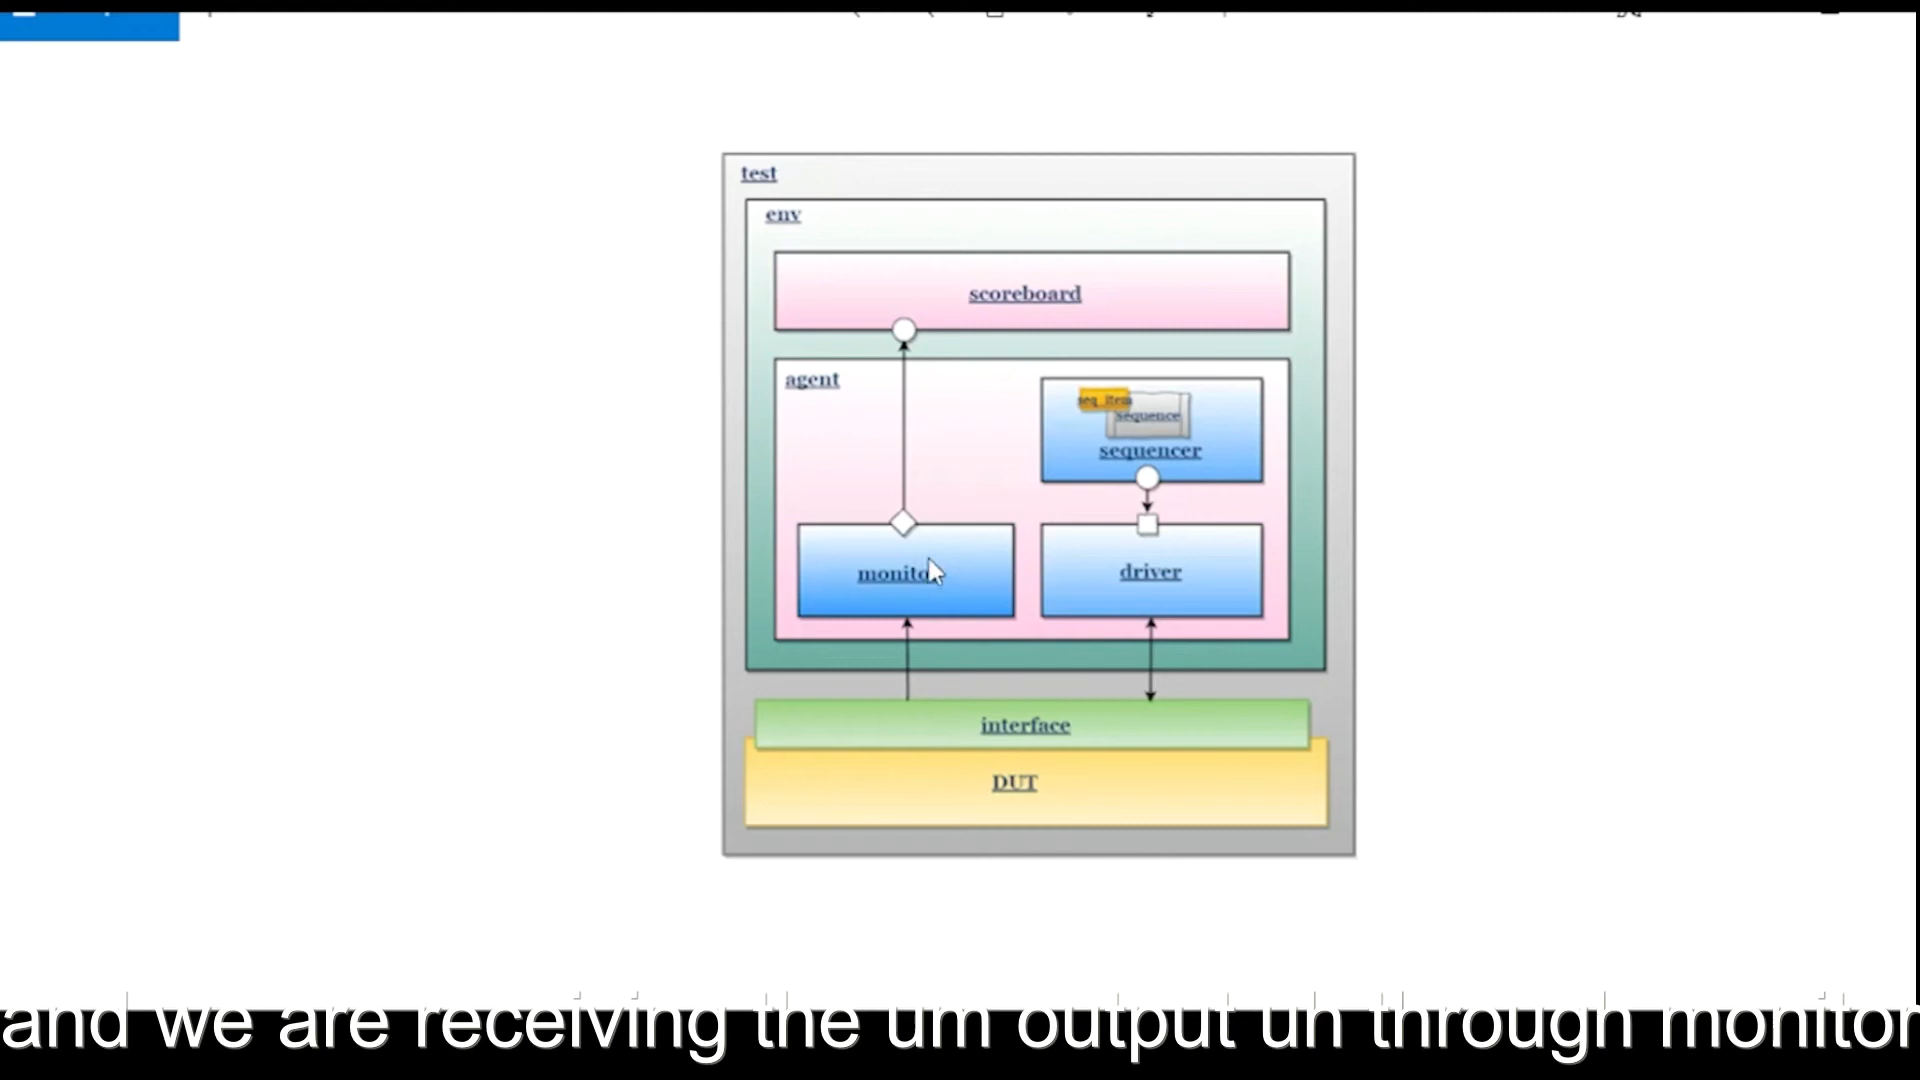 test
env
scoreboard
agent
seq_item
sequence
sequencer
monito
driver
interface
DUT
and we are receiving the um output uh through monitor